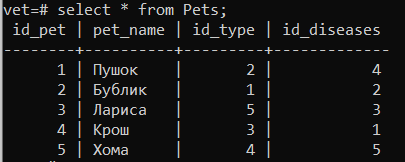 vet=# select * from Pets;
id_pet | pet_name | id_type | id_diseases
--------+----------+---------+-------------
1 | Пушок | 2 | 4
2 | Бублик | 1 | 2
3 | Лариса | 5 | 3
4 | Крош | 3 | 1
5 | Хома | 4 | 5